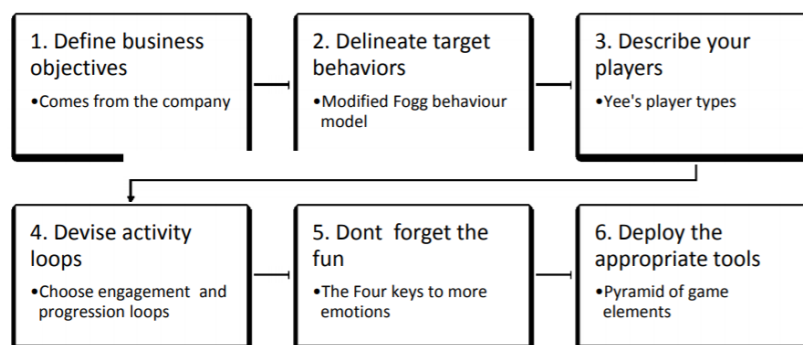 1. Define business
objectives
•Comes from the company
2. Delineate target
behaviors
•Modified Fogg behaviour
model
3. Describe your
players
•Yee's player types
4. Devise activity
loops
•Choose engagement and
progression loops
5. Dont forget the
fun
•The Four keys to more
emotions
6. Deploy the
appropriate tools
•Pyramid of game
elements